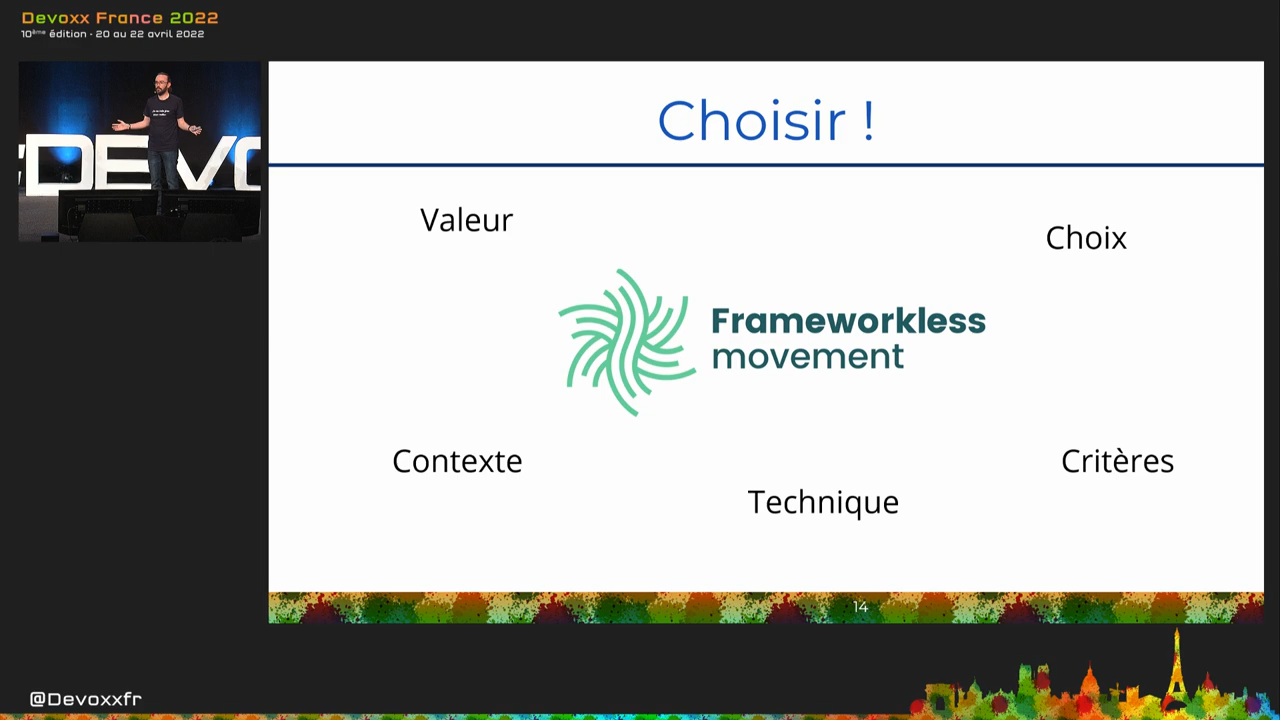 Devoxx France 2022
10ème édition - 20 au 22 avril 2022
#DEVO
Choisir !
Valeur
Choix
Frameworkless
movement
Contexte
Critères
Technique
14
@Devoxxfr